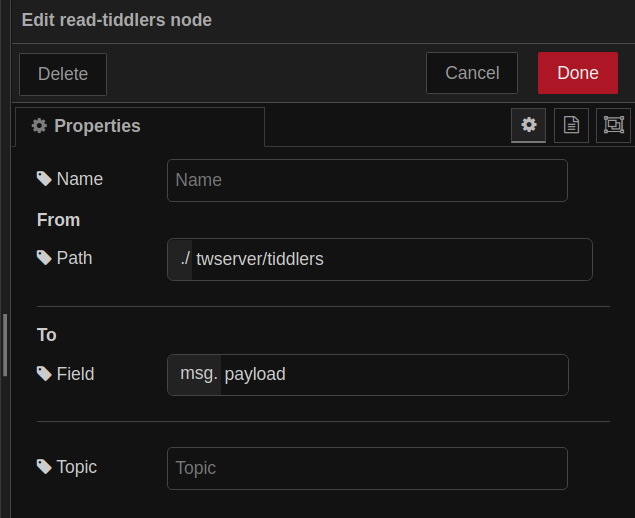 Edit read-tiddlers node
Delete
Cancel
Done
Properties
Name
Name
From
Path
./ twserver/tiddlers
To
Field
msg. payload
Topic
Topic